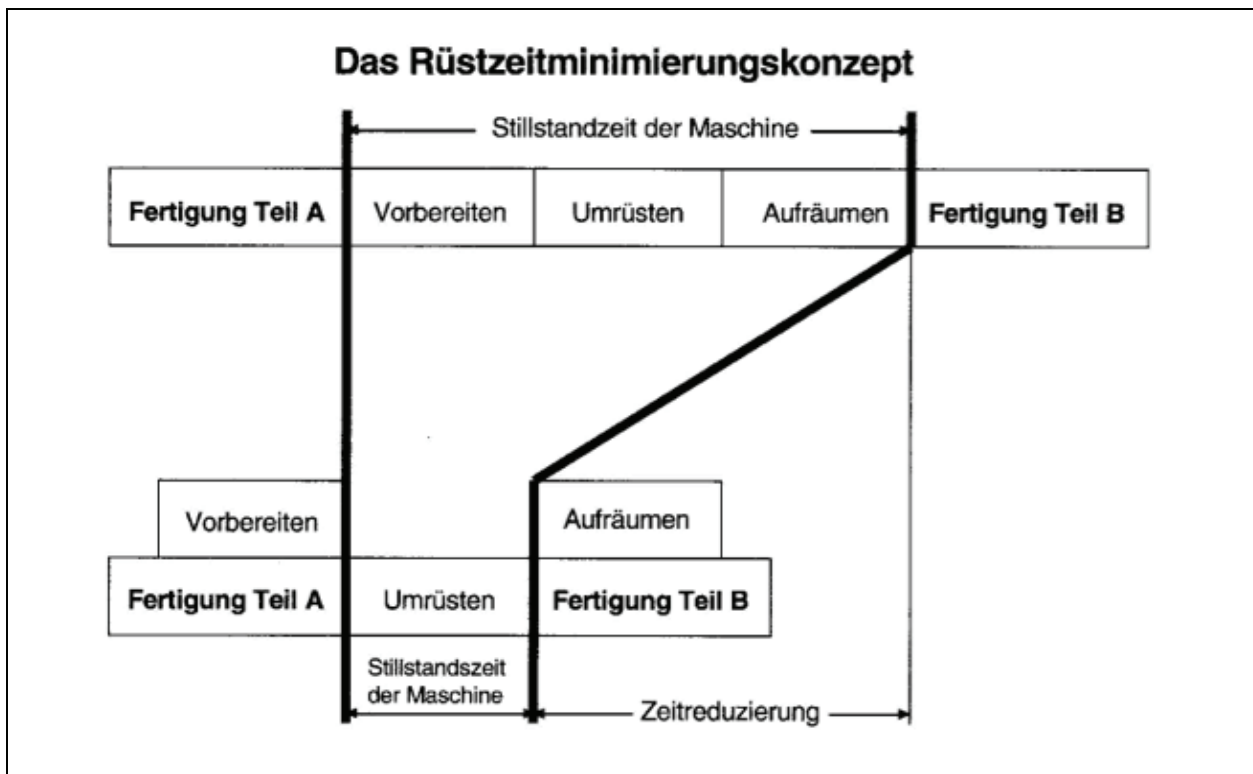 Das Rüstzeitminimierungskonzept
Stillstandzeit der Maschine
Fertigung Teil A
Vorbereiten
Umrüsten
Aufräumen
Fertigung Teil B
Vorbereiten
Aufräumen
Fertigung Teil A
Umrüsten
Fertigung Teil B
Stillstandszeit
der Maschine
Zeitreduzierung